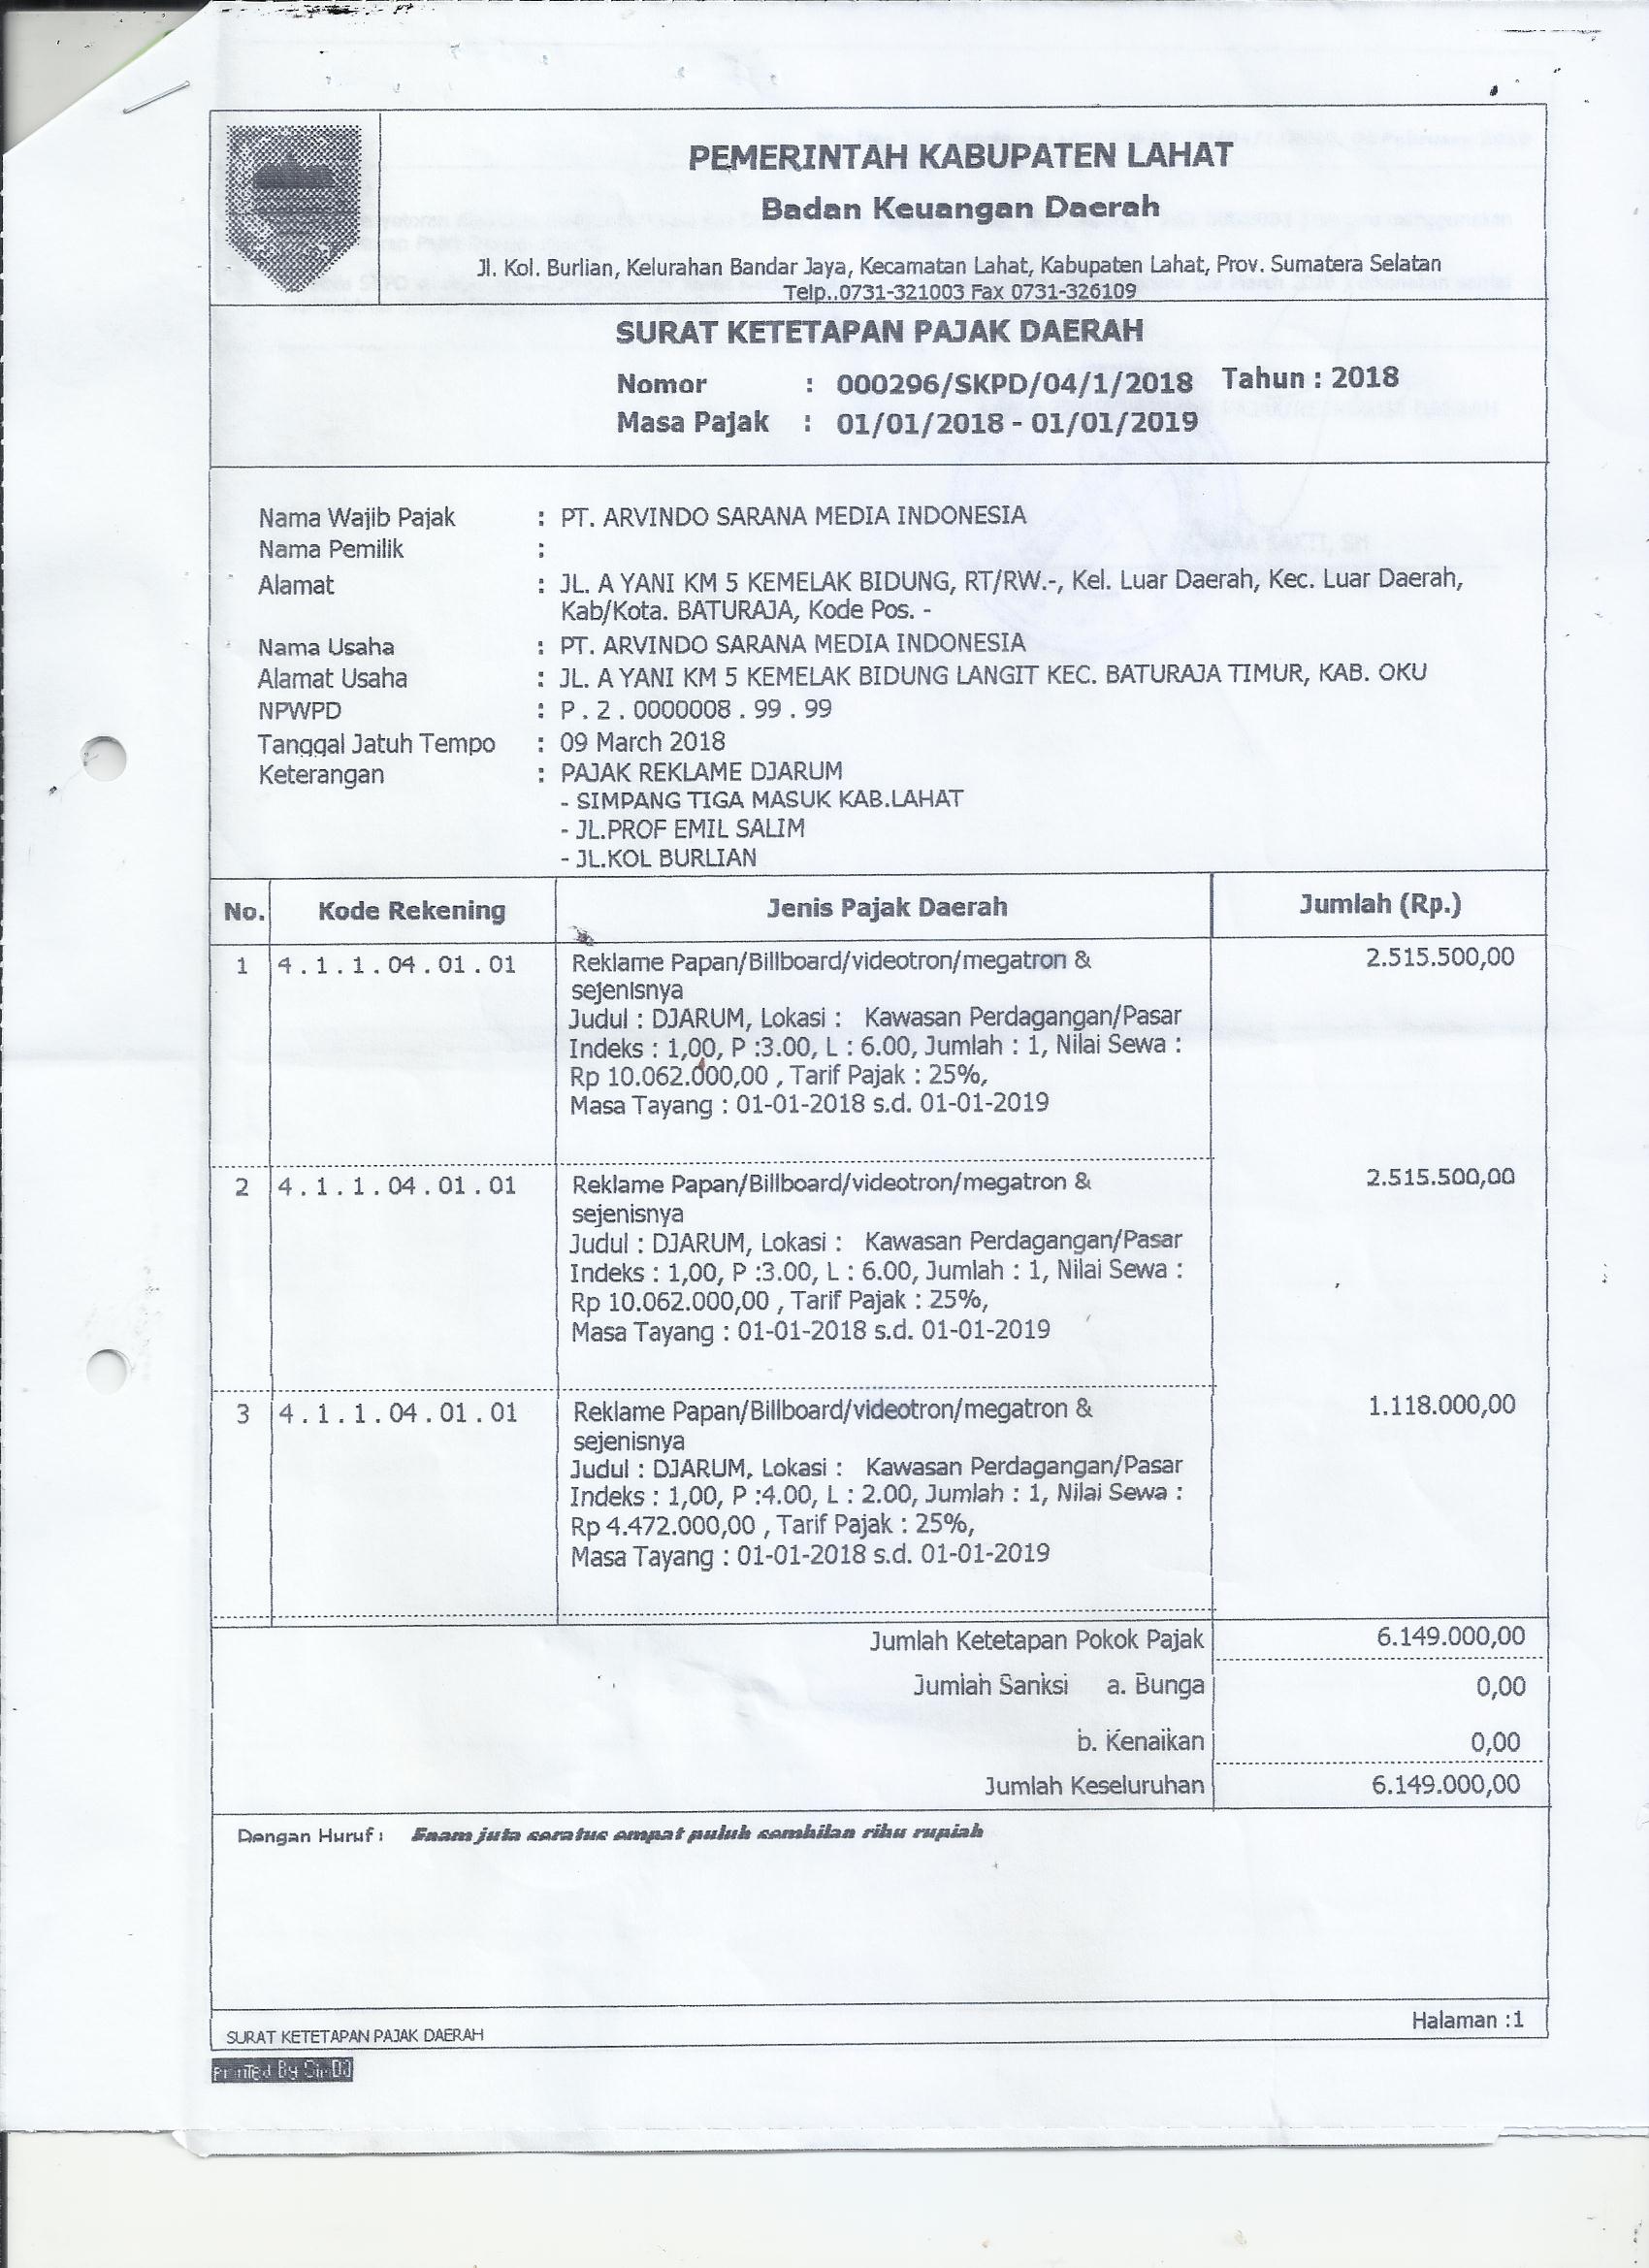 PEMERINTAH KABUPATEN LAHAT
Badan Keuangan Daerah
Jl. Kol. Burlian, Kelurahan Bandar Jaya, Kecamatan Lahat, Kabupaten Lahat, Prov. Sumatera Selatan
Telp..0731-321003 Fax 0731-326109
SURAT KETETAPAN PAJAK DAERAH
Nomor : 000296/SKPD/04/1/2018 Tahun : 2018
Masa Pajak : 01/01/2018 - 01/01/2019
Nama Wajib Pajak : PT. ARVINDO SARANA MEDIA INDONESIA
Nama Pemilik :
Alamat : JL. A YANI KM 5 KEMELAK BIDUNG, RT/RW.-, Kel. Luar Daerah, Kec. Luar Daerah,
Kab/Kota. BATURAJA, Kode Pos. -
Nama Usaha : PT. ARVINDO SARANA MEDIA INDONESIA
Alamat Usaha : JL. A YANI KM 5 KEMELAK BIDUNG LANGIT KEC. BATURAJA TIMUR, KAB. OKU
NPWPD : P . 2 . 0000008 . 99 . 99
Tanggal Jatuh Tempo : 09 March 2018
Keterangan : PAJAK REKLAME DJARUM
- SIMPANG TIGA MASUK KAB.LAHAT
- JL.PROF EMIL SALIM
- JL.KOL BURLIAN
No. Kode Rekening Jenis Pajak Daerah Jumlah (Rp.)
1 4 . 1 . 1 . 04 . 01 . 01 Reklame Papan/Billboard/videotron/megatron & 2.515.500,00
sejenisnya
Judul : DJARUM, Lokasi : Kawasan Perdagangan/Pasar
Indeks : 1,00, P :3.00, L : 6.00, Jumlah : 1, Nilai Sewa :
Rp 10.062.000,00 , Tarif Pajak : 25%,
Masa Tayang : 01-01-2018 s.d. 01-01-2019
2 4 . 1 . 1 . 04 . 01 . 01 Reklame Papan/Billboard/videotron/megatron & 2.515.500,00
sejenisnya
Judul : DJARUM, Lokasi : Kawasan Perdagangan/Pasar
Indeks : 1,00, P :3.00, L : 6.00, Jumlah : 1, Nilai Sewa :
Rp 10.062.000,00 , Tarif Pajak : 25%,
Masa Tayang : 01-01-2018 s.d. 01-01-2019
3 4 . 1 . 1 . 04 . 01 . 01 Reklame Papan/Billboard/videotron/megatron & 1.118.000,00
sejenisnya
Judul : DJARUM, Lokasi : Kawasan Perdagangan/Pasar
Indeks : 1,00, P :4.00, L : 2.00, Jumlah : 1, Nilai Sewa :
Rp 4.472.000,00 , Tarif Pajak : 25%,
Masa Tayang : 01-01-2018 s.d. 01-01-2019
Jumlah Ketetapan Pokok Pajak 6.149.000,00
Jumlah Sanksi a. Bunga 0,00
b. Kenaikan 0,00
Jumlah Keseluruhan 6.149.000,00
Dengan Huruf : Enam juta seratus empat puluh sembilan ribu rupiah
SURAT KETETAPAN PAJAK DAERAH Halaman :1
Printed By